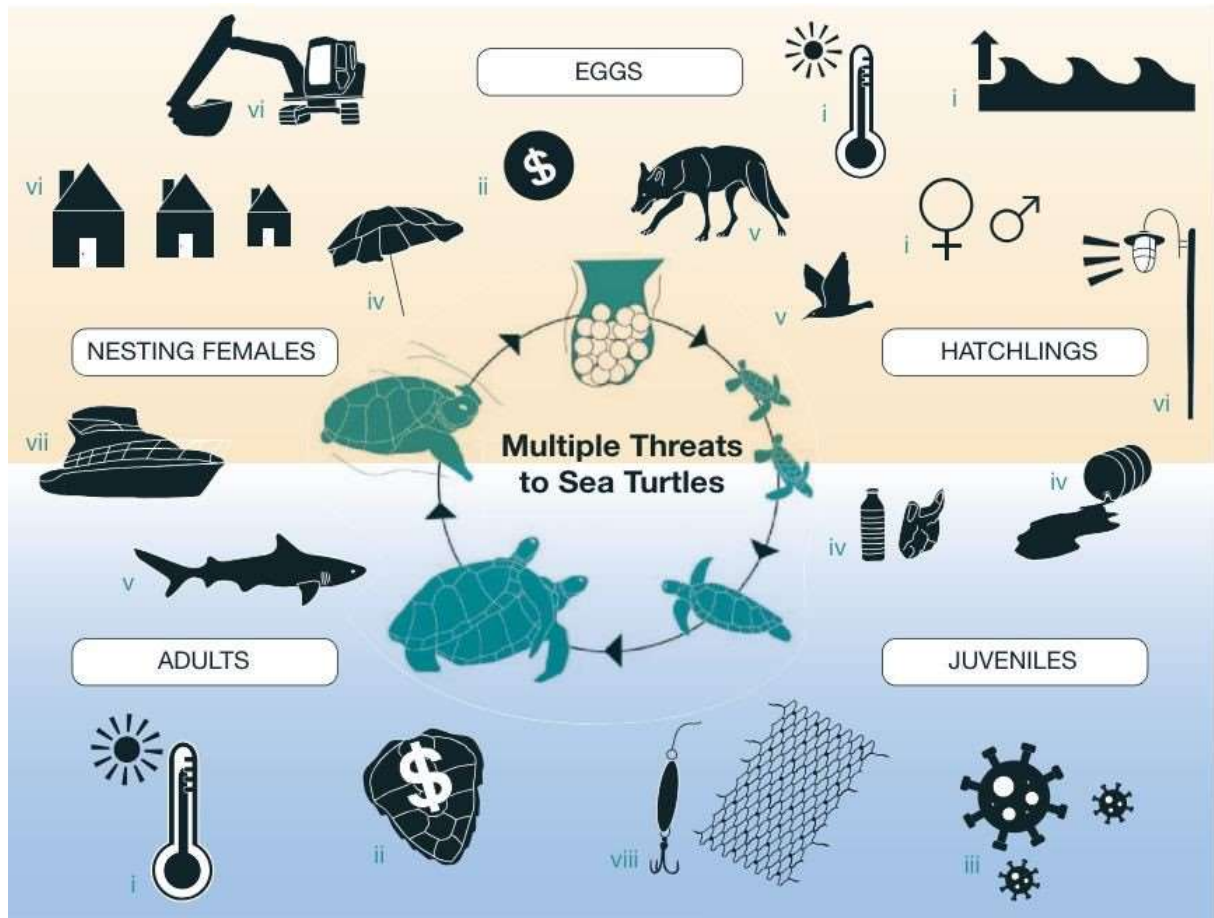 EGGS
vi
i
i
ii
$
v
vi
i
iv
v
NESTING FEMALES
HATCHLINGS
vi
vii
Multiple Threats
to Sea Turtles
iv
iv
v
ADULTS
JUVENILES
$
i
ii
viii
iii